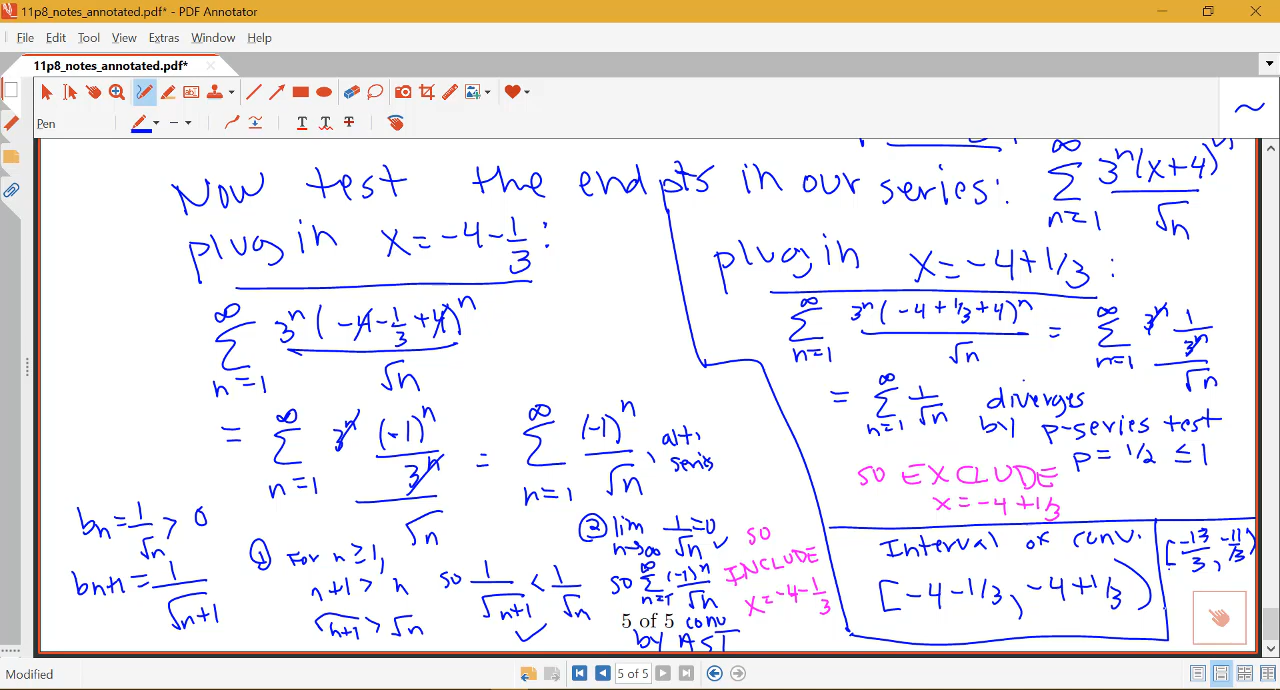 11p8_notes_annotated.pdf* - PDF Annotator
File Edit Tool View Extras Window Help
11p8_notes_annotated.pdf*
Pen
Now test the endpts in our series: ∑_{n=1}^{∞} 3^n(x+4)^n/√n
plug in x=-4-1/3:
∑_{n=1}^{∞} 3^n(-4-1/3+4)^n/√n
= ∑_{n=1}^{∞} 3^n (-1)^n/3^n/√n = ∑_{n=1}^{∞} (-1)^n/√n, alt. series
bn = 1/√n > 0
bn+1 = 1/√n+1
① For n≥1,
n+1 > n
√n+1 > √n
so 1/√n+1 < 1/√n ✓
② lim_{n→∞} 1/√n = 0 ✓
so ∑_{n=1}^{∞} (-1)^n/√n
conv
by AST
so
INCLUDE
x=-4-1/3
plug in x=-4+1/3:
∑_{n=1}^{∞} 3^n(-4+1/3+4)^n/√n = ∑_{n=1}^{∞} 3^n 1/3^n/√n
= ∑_{n=1}^{∞} 1/√n diverges
by p-series test
p=1/2 ≤1
SO EXCLUDE
x=-4+1/3
Interval of conv.
[-4-1/3, -4+1/3)
[-13/3, -11/3)
5 of 5
Modified
5 of 5